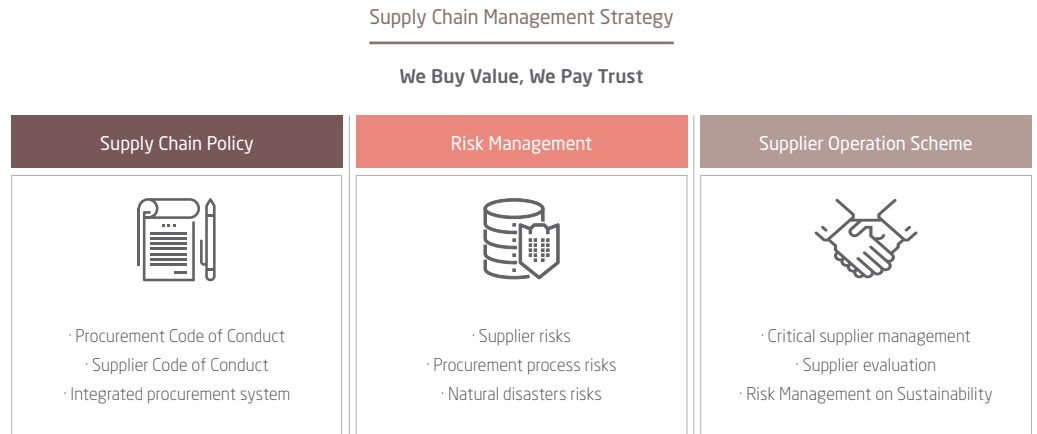 Supply Chain Management Strategy
We Buy Value, We Pay Trust
Supply Chain Policy
· Procurement Code of Conduct
· Supplier Code of Conduct
· Integrated procurement system
Risk Management
· Supplier risks
· Procurement process risks
· Natural disasters risks
Supplier Operation Scheme
· Critical supplier management
· Supplier evaluation
· Risk Management on Sustainability